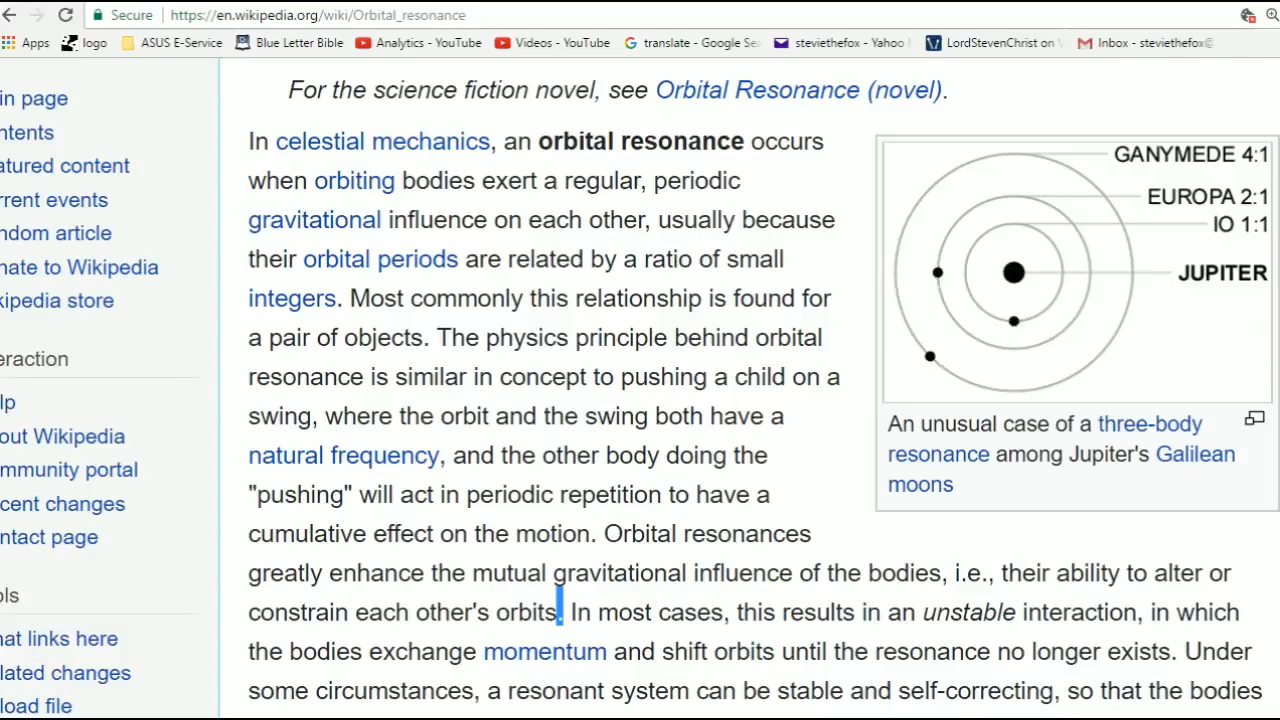 Secure | https://en.wikipedia.org/wiki/Orbital_resonance
Apps logo ASUS E-Service Blue Letter Bible Analytics - YouTube Videos - YouTube translate - Google Se steviethefox - Yahoo LordStevenChrist on Inbox - steviethefox@
For the science fiction novel, see Orbital Resonance (novel).
in page
ntents
atured content
rrent events
ndom article
nate to Wikipedia
kipedia store
eraction
lp
out Wikipedia
mmunity portal
cent changes
ntact page
ols
hat links here
lated changes
load file
In celestial mechanics, an orbital resonance occurs
when orbiting bodies exert a regular, periodic
gravitational influence on each other, usually because
their orbital periods are related by a ratio of small
integers. Most commonly this relationship is found for
a pair of objects. The physics principle behind orbital
resonance is similar in concept to pushing a child on a
swing, where the orbit and the swing both have a
natural frequency, and the other body doing the
"pushing" will act in periodic repetition to have a
cumulative effect on the motion. Orbital resonances
greatly enhance the mutual gravitational influence of the bodies, i.e., their ability to alter or
constrain each other's orbits. In most cases, this results in an unstable interaction, in which
the bodies exchange momentum and shift orbits until the resonance no longer exists. Under
some circumstances, a resonant system can be stable and self-correcting, so that the bodies
GANYMEDE 4:1
EUROPA 2:1
IO 1:1
JUPITER
An unusual case of a three-body
resonance among Jupiter's Galilean
moons